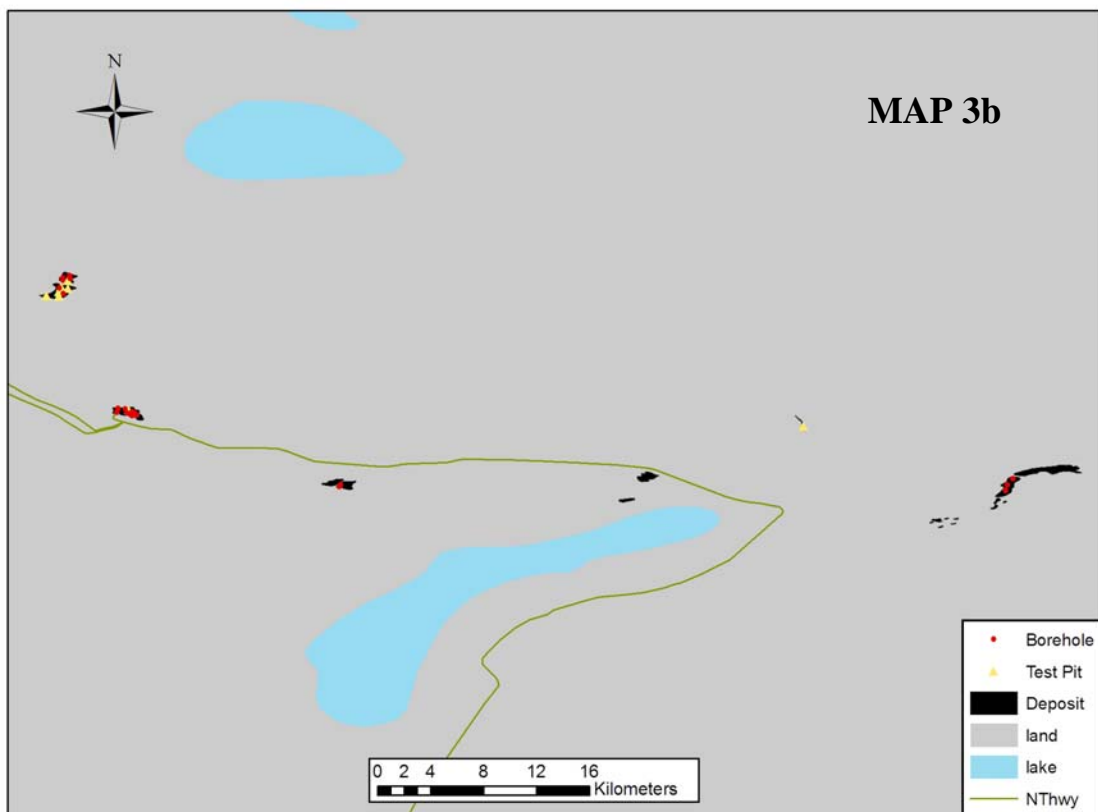 N
MAP 3b
Borehole
Test Pit
Deposit
land
lake
NThwy
0 2 4 8 12 16
Kilometers